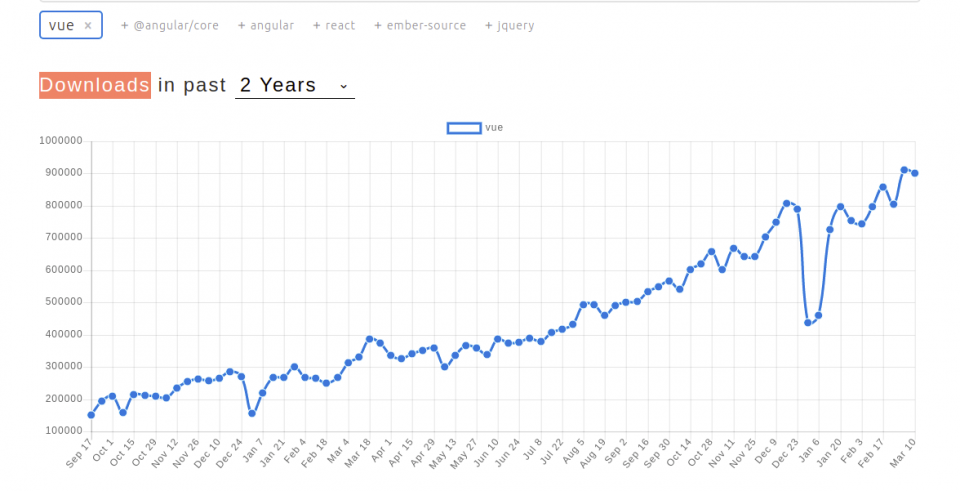 vue × + @angular/core + angular + react + ember-source + jquery
Downloads in past 2 Years
vue
1000000
900000
800000
700000
600000
500000
400000
300000
200000
100000
Sep 17 Oct 1 Oct 15 Oct 29 Nov 12 Nov 26 Dec 10 Dec 24 Jan 7 Jan 21 Feb 4 Feb 18 Mar 4 Mar 18 Apr 1 Apr 15 Apr 29 May 13 May 27 Jun 10 Jun 24 Jul 8 Jul 22 Aug 5 Aug 19 Sep 2 Sep 16 Sep 30 Oct 14 Oct 28 Nov 11 Nov 25 Dec 9 Dec 23 Jan 6 Jan 20 Feb 3 Feb 17 Mar 10